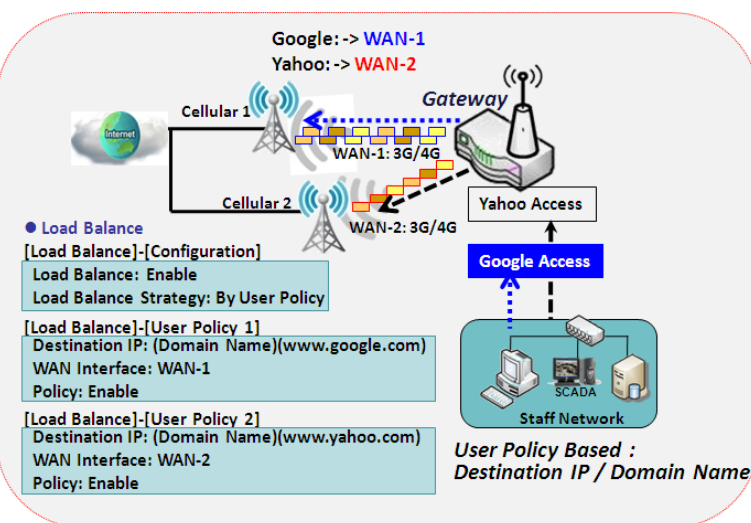 Google: -> WAN-1
Yahoo: -> WAN-2
Gateway
Cellular 1
Internet
WAN-1: 3G/4G
Cellular 2
WAN-2: 3G/4G
Yahoo Access
Google Access
● Load Balance
[Load Balance]-[Configuration]
Load Balance: Enable
Load Balance Strategy: By User Policy
[Load Balance]-[User Policy 1]
Destination IP: (Domain Name)(www.google.com)
WAN Interface: WAN-1
Policy: Enable
[Load Balance]-[User Policy 2]
Destination IP: (Domain Name)(www.yahoo.com)
WAN Interface: WAN-2
Policy: Enable
SCADA
Staff Network
User Policy Based :
Destination IP / Domain Name